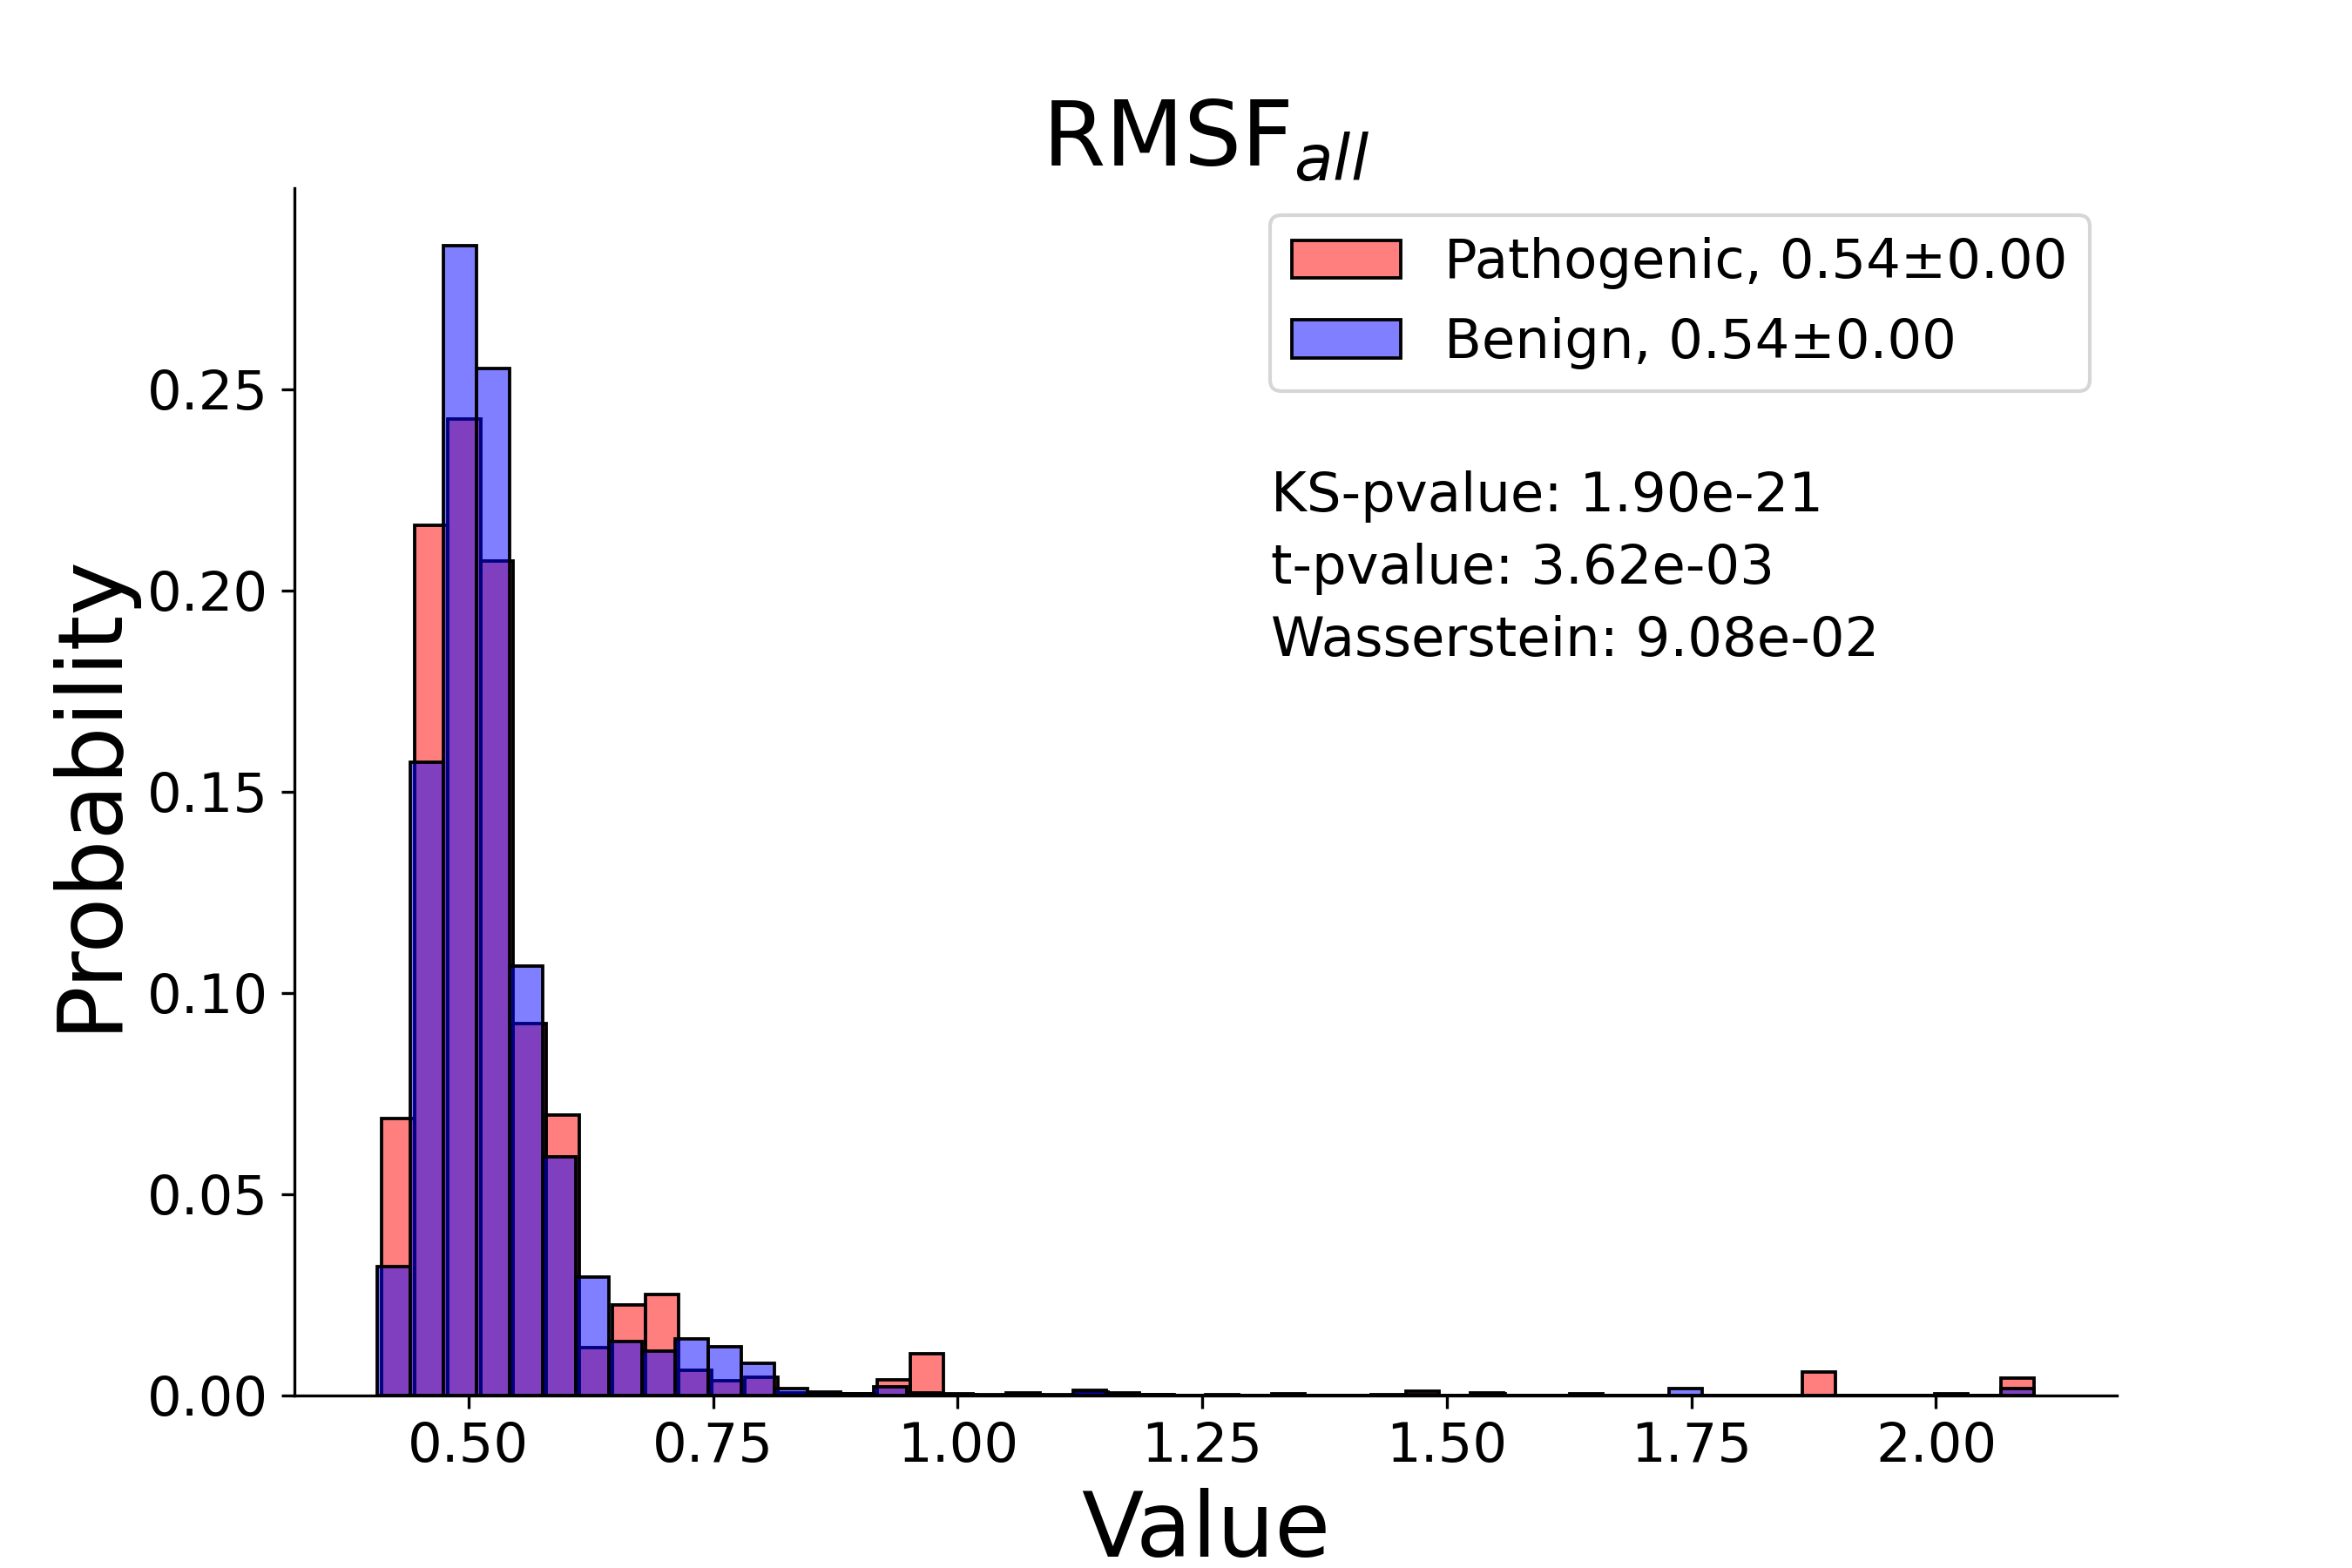 RMSF_all
Pathogenic, 0.54±0.00
Benign, 0.54±0.00
KS-pvalue: 1.90e-21
t-pvalue: 3.62e-03
Wasserstein: 9.08e-02
Probability
0.25
0.20
0.15
0.10
0.05
0.00
0.50 0.75 1.00 1.25 1.50 1.75 2.00
Value